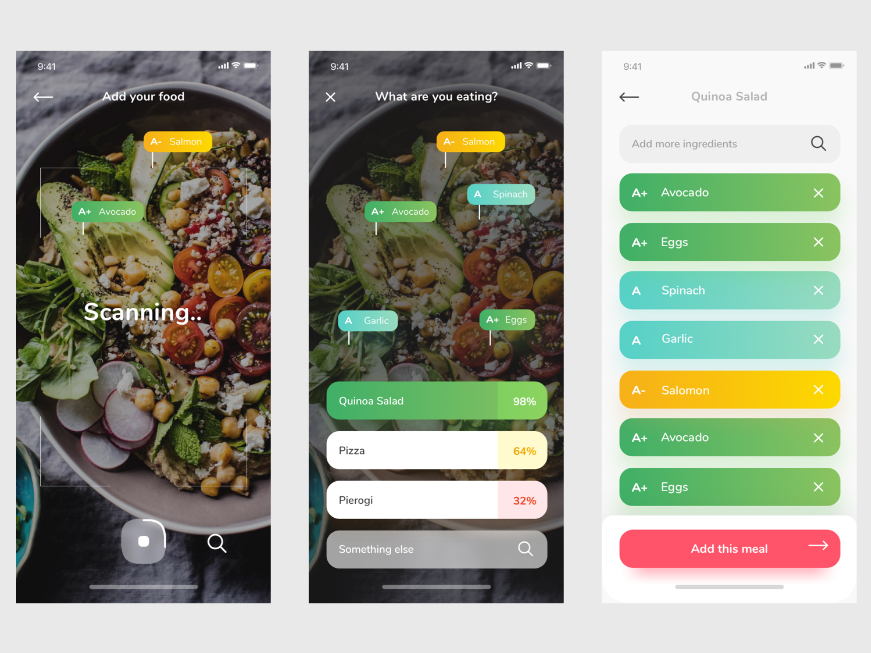 9:41
Add your food
A- Salmon
A+ Avocado
Scanning..
9:41
What are you eating?
A- Salmon
A Spinach
A+ Avocado
A Garlic
A+ Eggs
Quinoa Salad 98%
Pizza 64%
Pierogi 32%
Something else
9:41
Quinoa Salad
Add more ingredients
A+ Avocado
A+ Eggs
A Spinach
A Garlic
A- Salomon
A+ Avocado
A+ Eggs
Add this meal